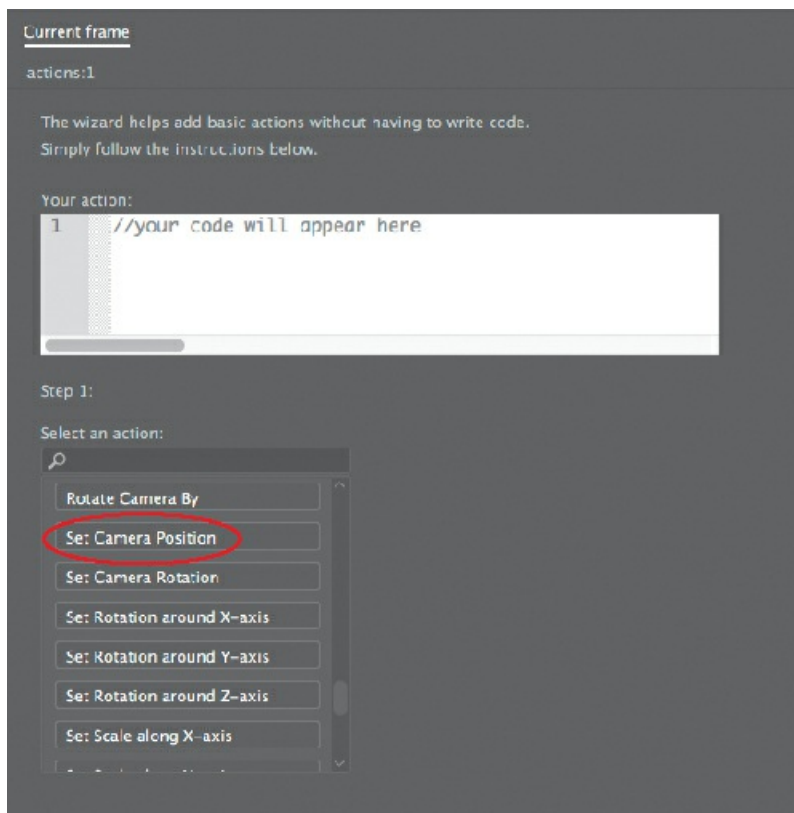 Current frame
actions:1
The wizard helps add basic actions without having to write code.
Simply follow the instructions below.
Your action:
1 //your code will appear here
Step 1:
Select an action:
Rotate Camera By
Set Camera Position
Set Camera Rotation
Set Rotation around X-axis
Set Rotation around Y-axis
Set Rotation around Z-axis
Set Scale along X-axis